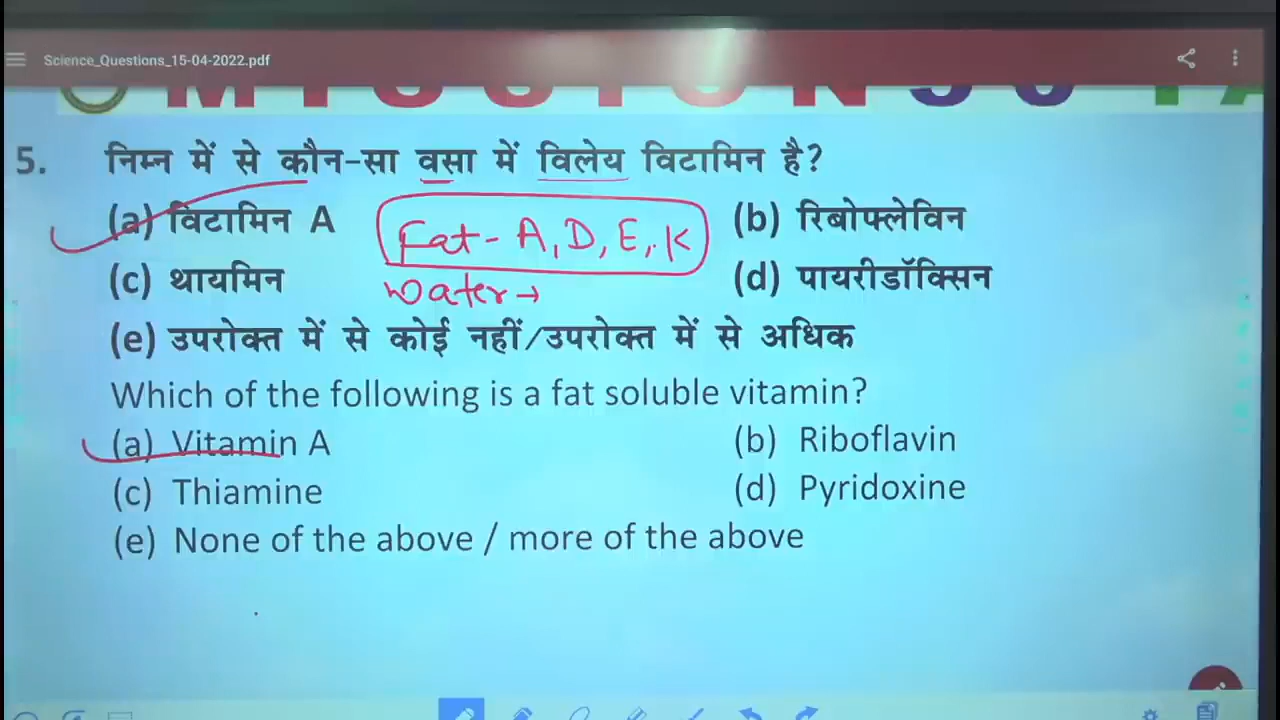 Science_Questions_15-04-2022.pdf
5. निम्न में से कौन-सा वसा में विलेय विटामिन है?
(a) विटामिन A
(b) रिबोफ्लेविन
Fat - A, D, E, K
(c) थायमिन
(d) पायरीडॉक्सिन
water →
(e) उपरोक्त में से कोई नहीं/उपरोक्त में से अधिक
Which of the following is a fat soluble vitamin?
(a) Vitamin A
(b) Riboflavin
(c) Thiamine
(d) Pyridoxine
(e) None of the above / more of the above